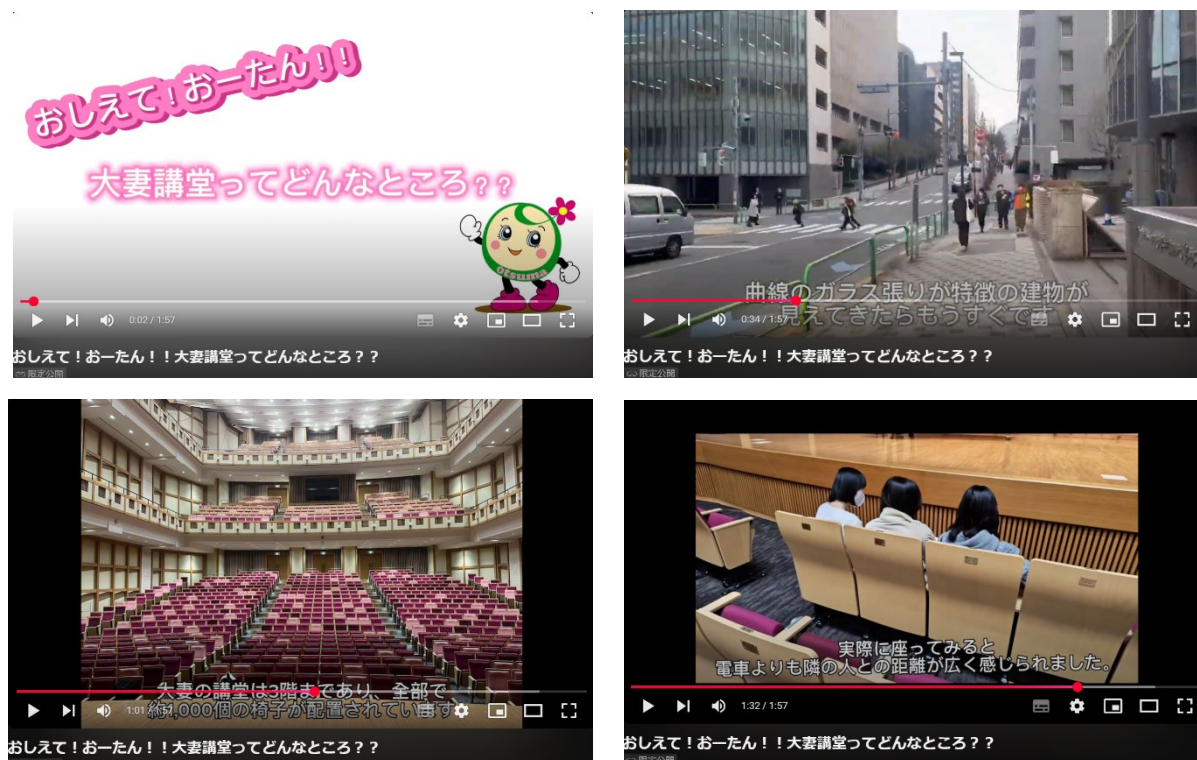 おしえて！おーたん！！
大妻講堂ってどんなところ？？
otsuma
0:02 / 1:57
おしえて！おーたん！！大妻講堂ってどんなところ？？
限定公開
曲線のガラス張りが特徴の建物が
見えてきたらもうすぐです
0:34 / 1:57
おしえて！おーたん！！大妻講堂ってどんなところ？？
限定公開
大妻の講堂は3階まであり、全部で
約1,000個の椅子が配置されています
1:01
おしえて！おーたん！！大妻講堂ってどんなところ？？
実際に座ってみると
電車よりも隣の人との距離が広く感じられました。
1:32 / 1:57
おしえて！おーたん！！大妻講堂ってどんなところ？？
限定公開